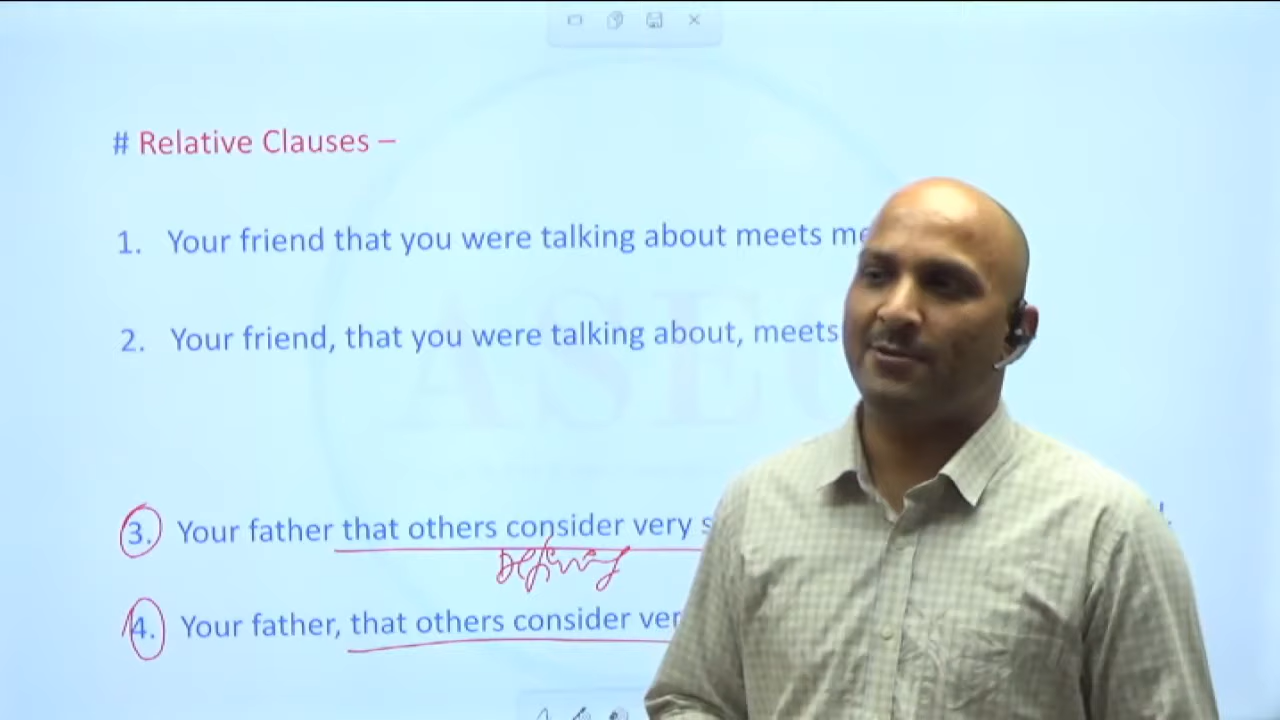 # Relative Clauses –
1. Your friend that you were talking about meets me
2. Your friend, that you were talking about, meets
3. Your father that others consider very s
Defining
4. Your father, that others consider ver
ASEC